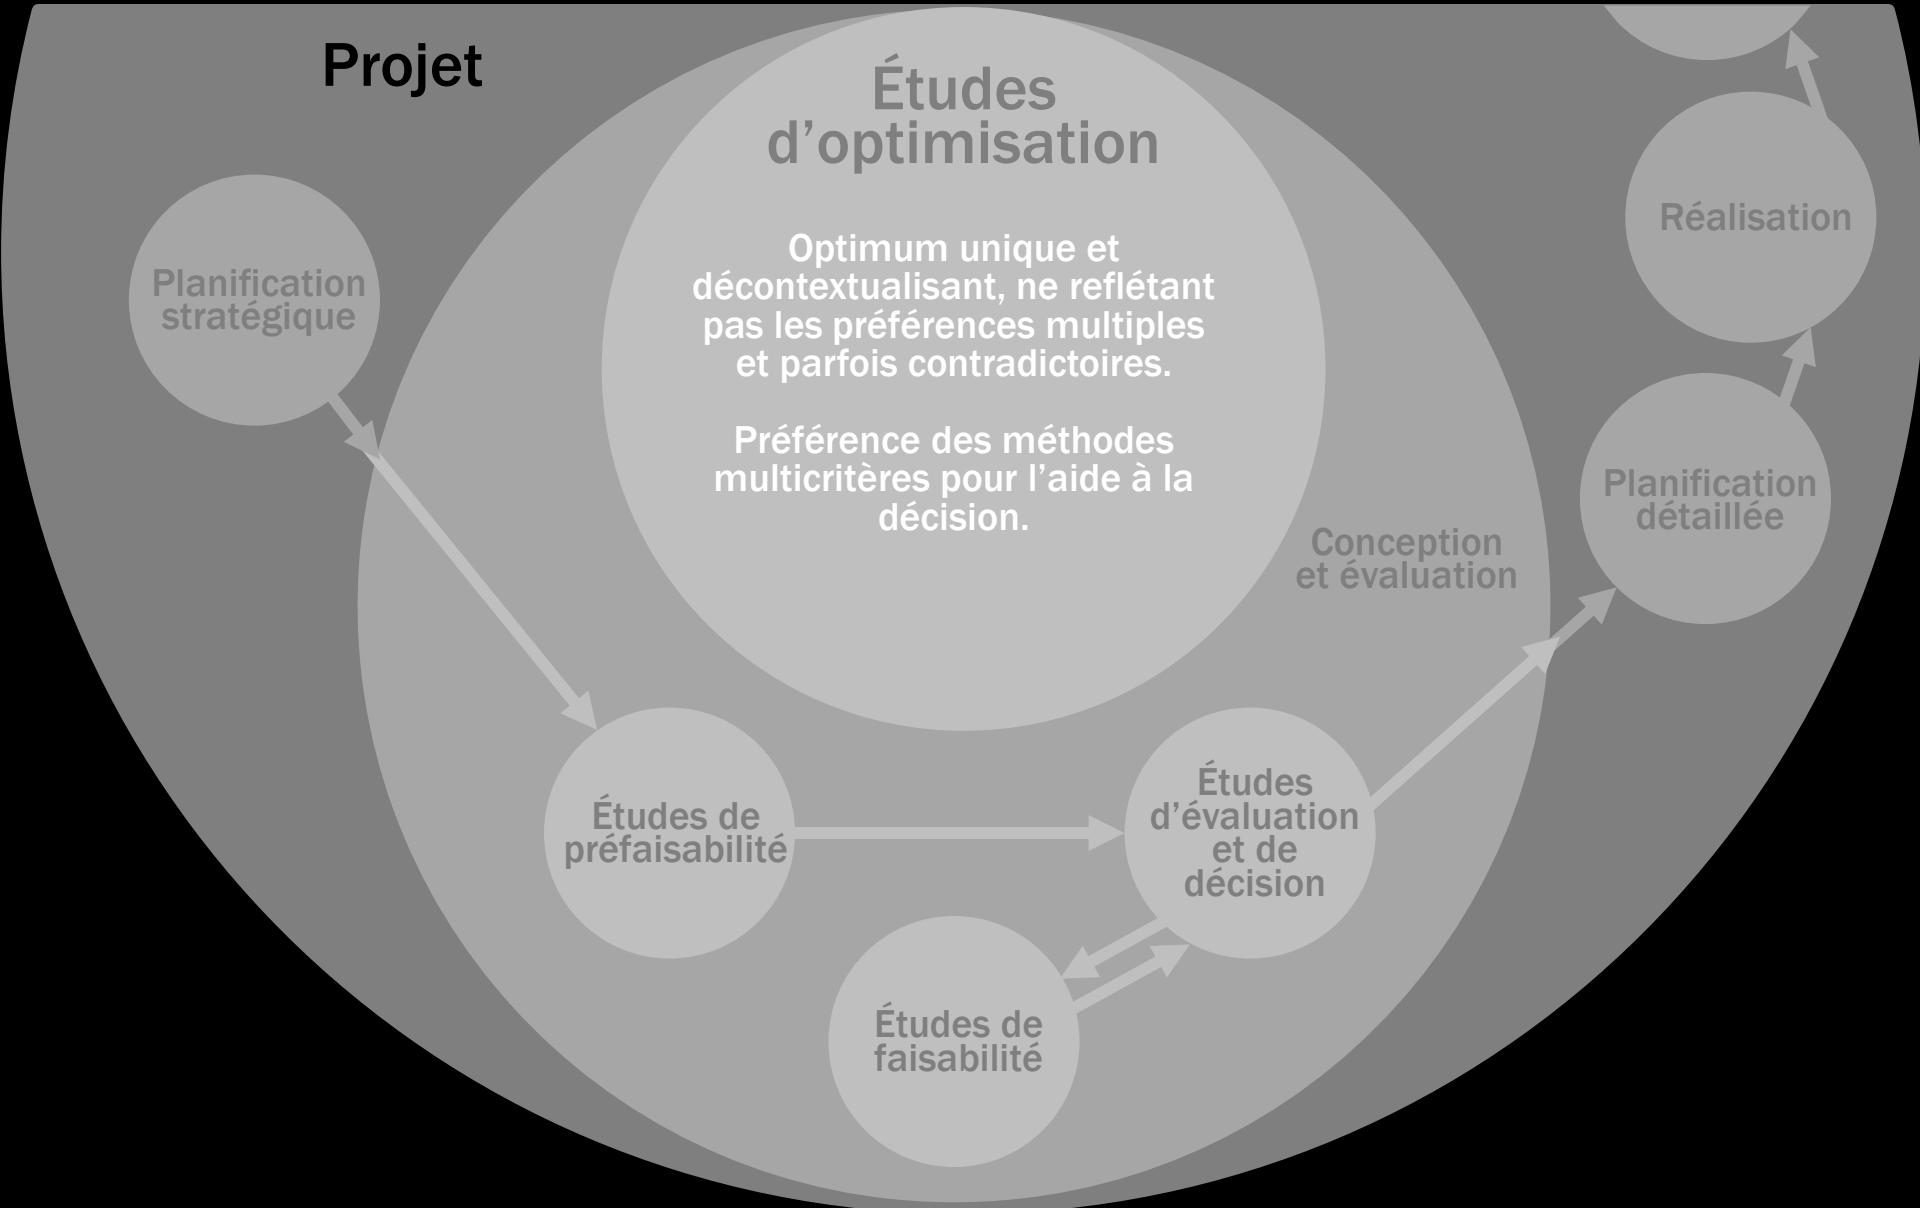 Projet
Études
d’optimisation
Optimum unique et
décontextualisant, ne reflétant
pas les préférences multiples
et parfois contradictoires.
Préférence des méthodes
multicritères pour l’aide à la
décision.
Planification
stratégique
Réalisation
Planification
détaillée
Conception
et évaluation
Études de
préfaisabilité
Études
d’évaluation
et de
décision
Études de
faisabilité